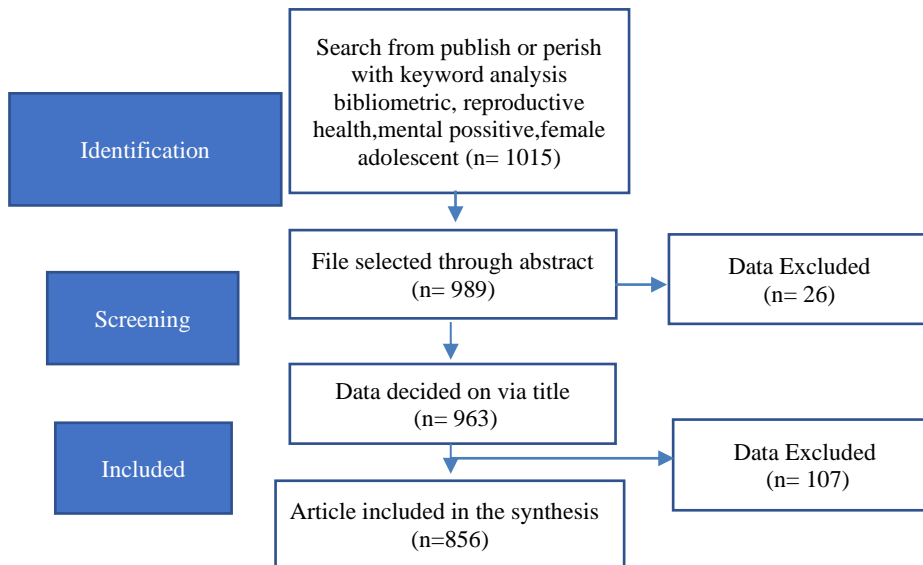 Search from publish or perish
with keyword analysis
bibliometric, reproductive
health,mental possitive,female
adolescent (n= 1015)
Identification
File selected through abstract
(n= 989)
Data Excluded
(n= 26)
Screening
Data decided on via title
(n= 963)
Data Excluded
(n= 107)
Included
Article included in the synthesis
(n=856)